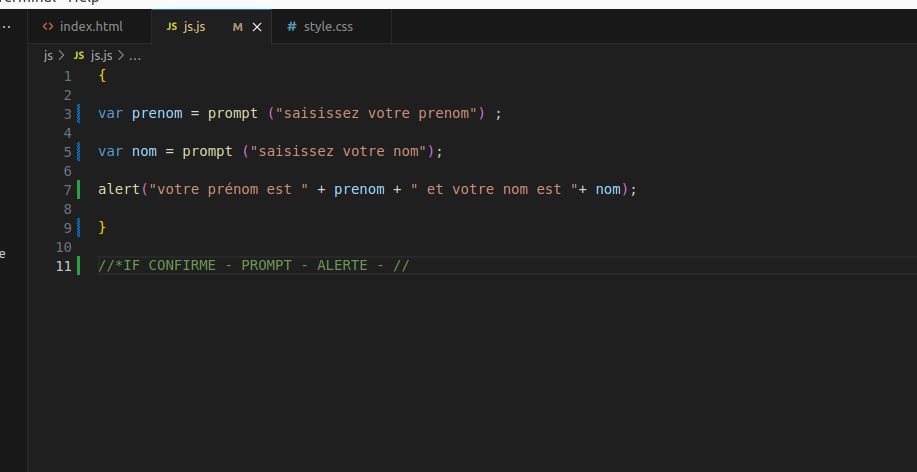 Terminal Help
index.html JS js.js M × # style.css
js > JS js.js > ...
1 {
2
3 var prenom = prompt ("saisissez votre prenom") ;
4
5 var nom = prompt ("saisissez votre nom");
6
7 alert("votre prénom est " + prenom + " et votre nom est "+ nom);
8
9 }
10
11 //*IF CONFIRME - PROMPT - ALERTE - //
e